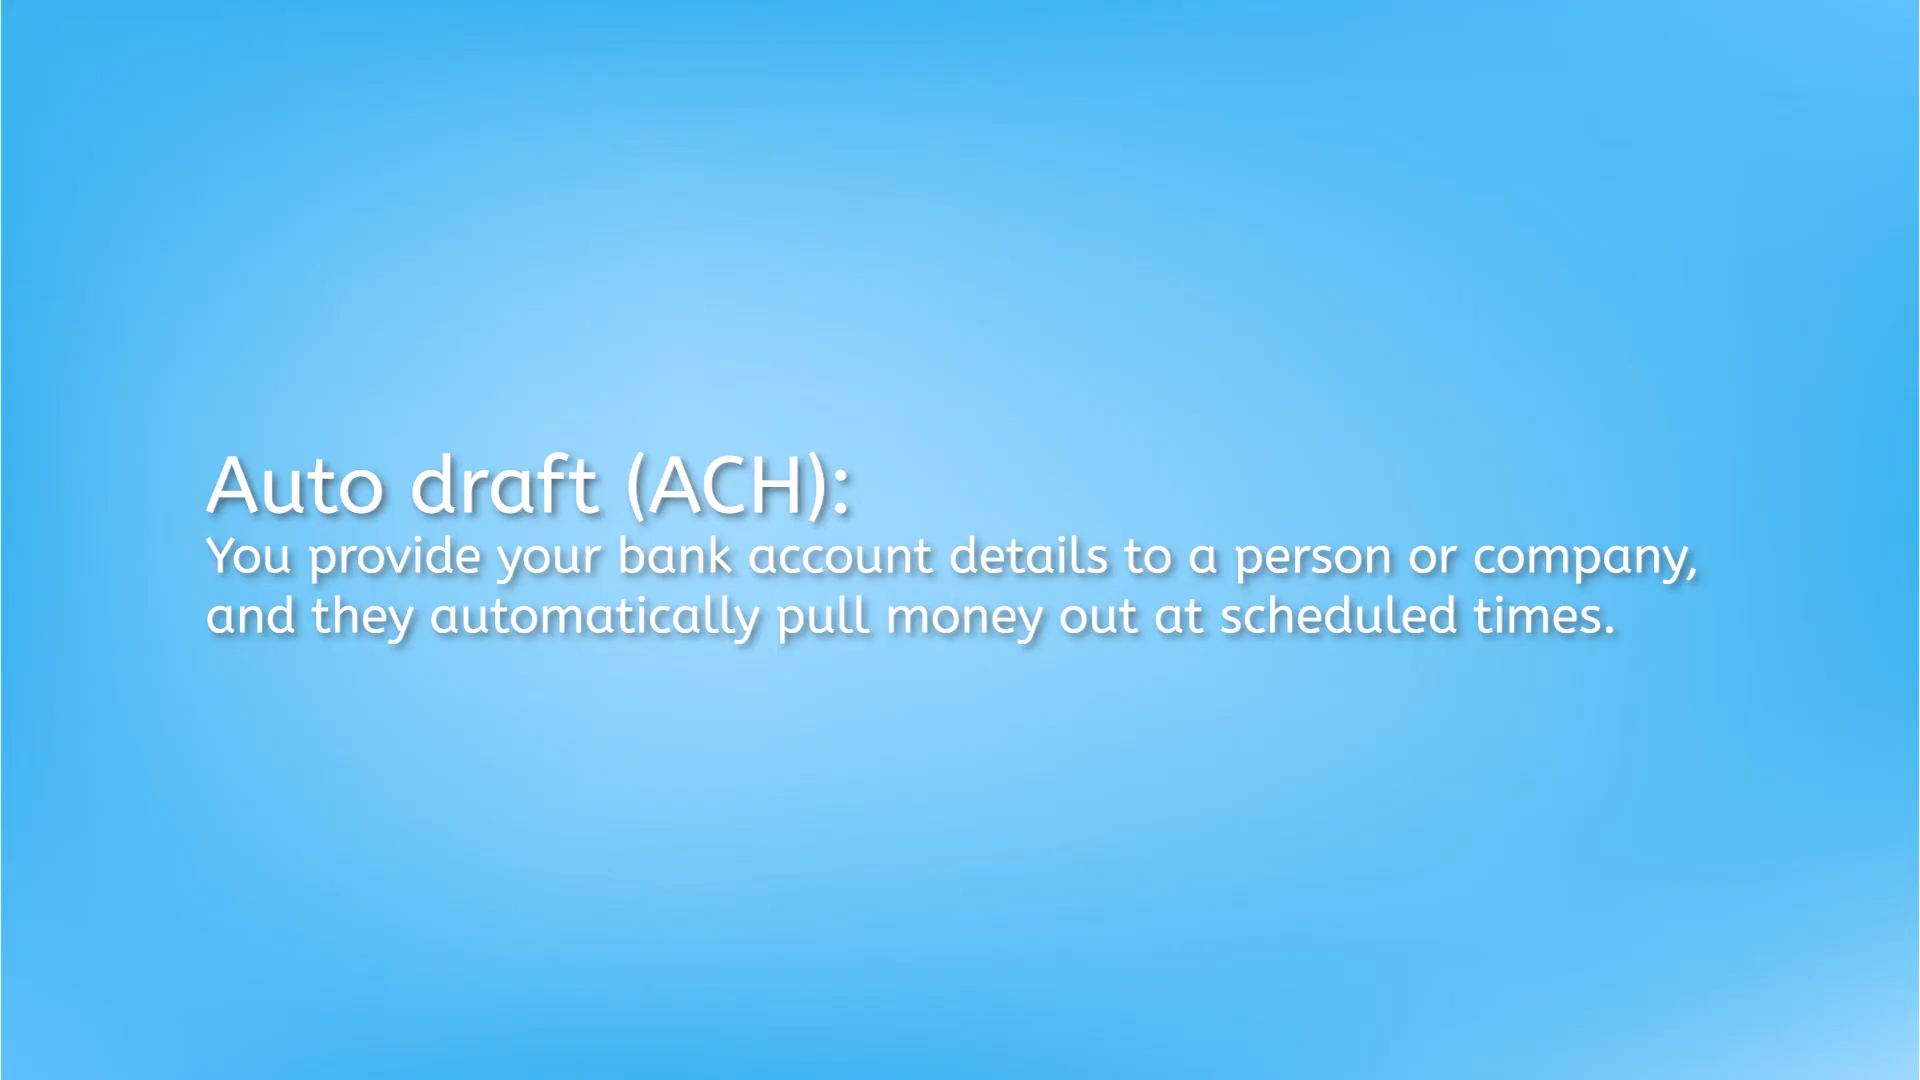 Auto draft (ACH):
You provide your bank account details to a person or company,
and they automatically pull money out at scheduled times.